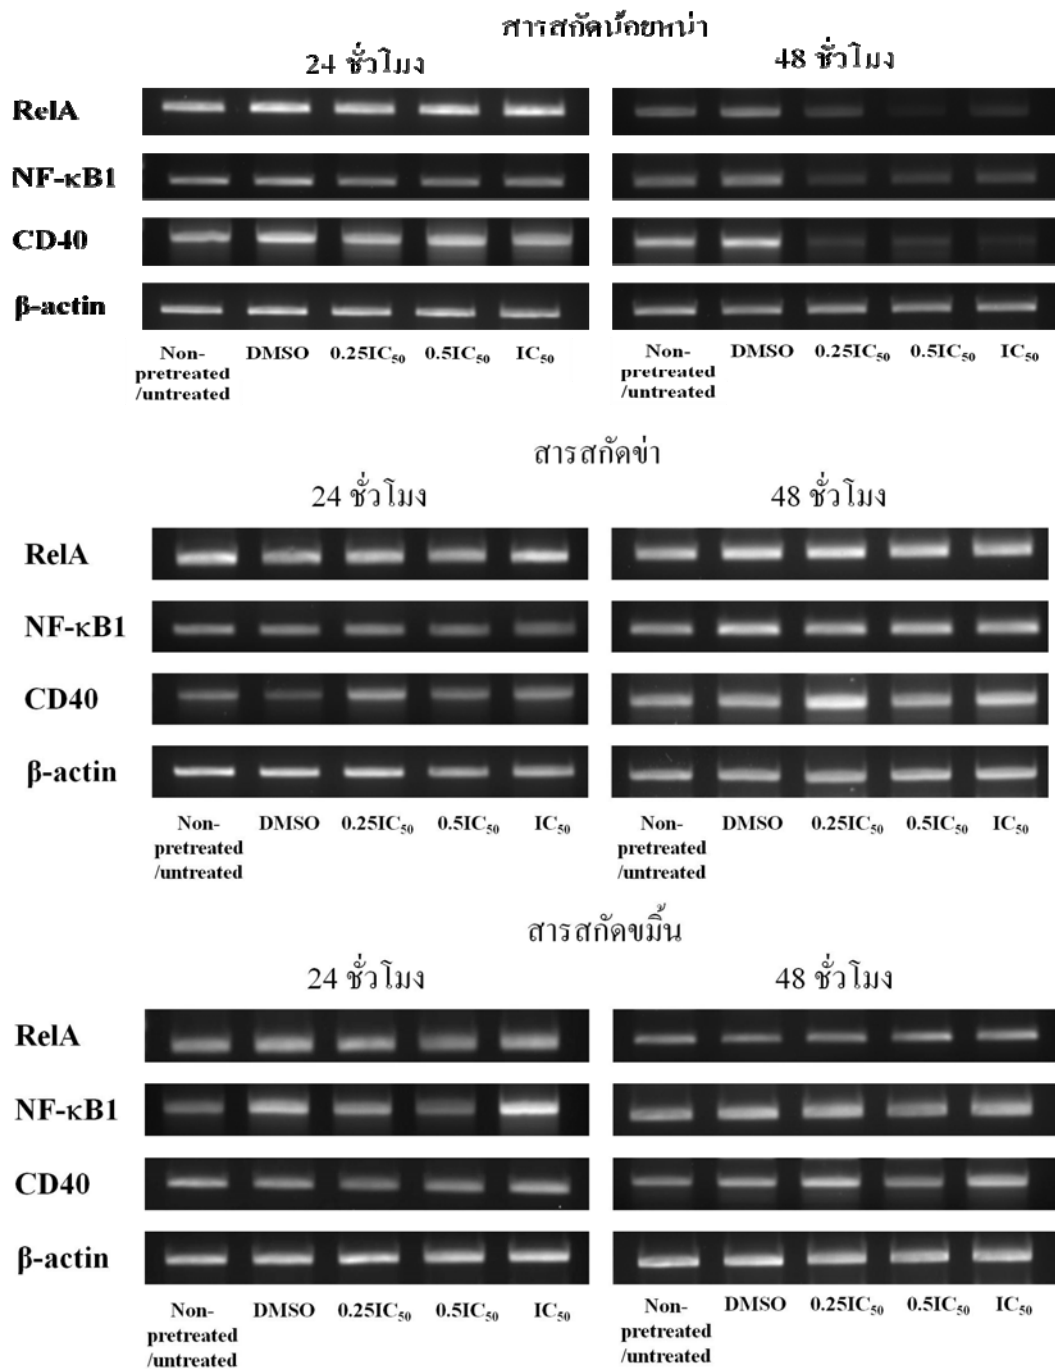 สารสกัดน้อยหน่า
24 ชั่วโมง 48 ชั่วโมง
RelA
NF-κB1
CD40
β-actin
Non-pretreated/untreated DMSO 0.25IC₅₀ 0.5IC₅₀ IC₅₀ Non-pretreated/untreated DMSO 0.25IC₅₀ 0.5IC₅₀ IC₅₀
สารสกัดข่า
24 ชั่วโมง 48 ชั่วโมง
RelA
NF-κB1
CD40
β-actin
Non-pretreated/untreated DMSO 0.25IC₅₀ 0.5IC₅₀ IC₅₀ Non-pretreated/untreated DMSO 0.25IC₅₀ 0.5IC₅₀ IC₅₀
สารสกัดขมิ้น
24 ชั่วโมง 48 ชั่วโมง
RelA
NF-κB1
CD40
β-actin
Non-pretreated/untreated DMSO 0.25IC₅₀ 0.5IC₅₀ IC₅₀ Non-pretreated/untreated DMSO 0.25IC₅₀ 0.5IC₅₀ IC₅₀